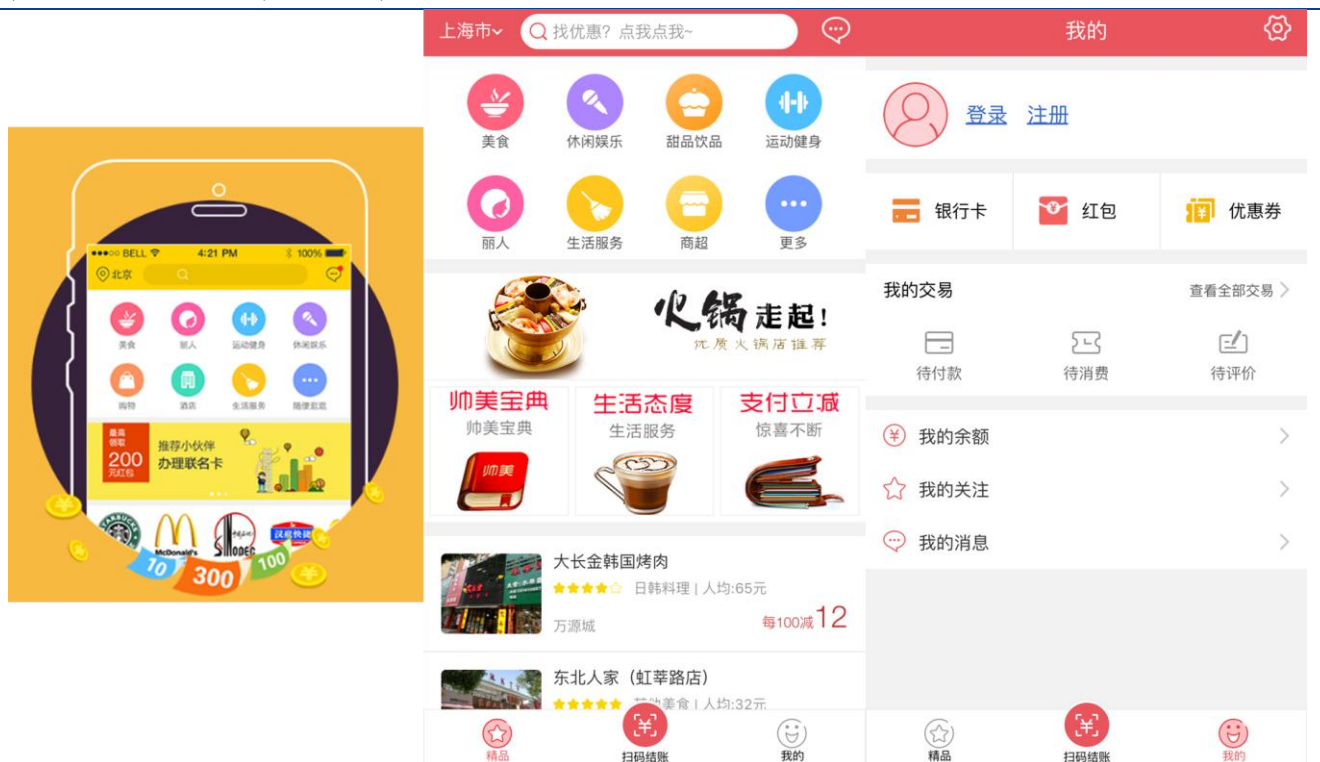 ●●●○○ BELL 4:21 PM 100%
北京
美食 丽人 运动健身 休闲娱乐
购物 酒店 生活服务 随便逛逛
最高
领取
200
元红包
推荐小伙伴
办理联名卡
STARBUCKS
McDonald's
SINODEC
汉庭快捷
10 300 100
上海市
找优惠?点我点我~
美食 休闲娱乐 甜品饮品 运动健身
丽人 生活服务 商超 更多
火锅走起!
优质火锅店推荐
帅美宝典 生活态度 支付立减
帅美宝典 生活服务 惊喜不断
帅美
大长金韩国烤肉
日韩料理 | 人均:65元
万源城
每100减12
东北人家(虹莘路店)
美食 | 人均:32元
精品 扫码结账 我的
我的
登录 注册
银行卡 红包 优惠券
我的交易 查看全部交易
待付款 待消费 待评价
我的余额
我的关注
我的消息
精品 扫码结账 我的